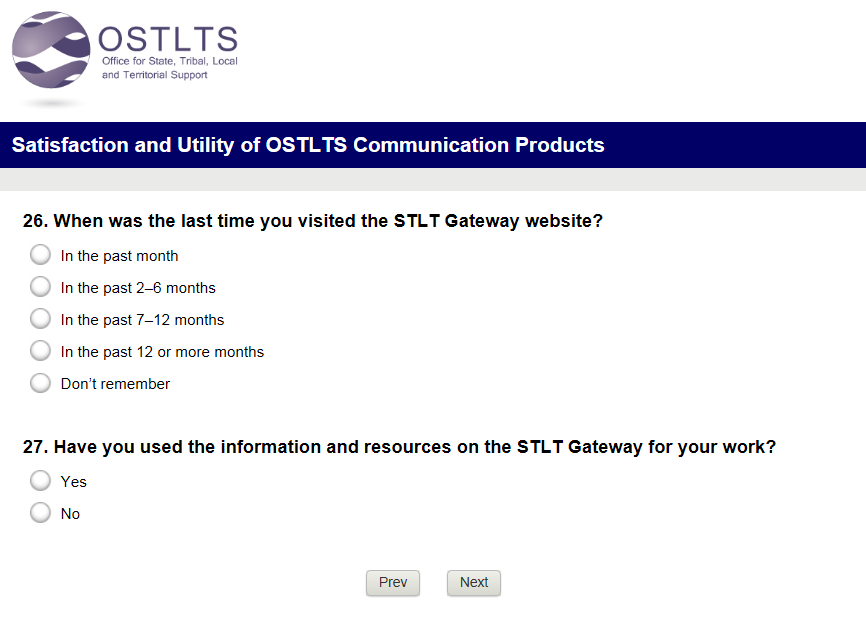 OSTLTS
Office for State, Tribal, Local
and Territorial Support
Satisfaction and Utility of OSTLTS Communication Products
26. When was the last time you visited the STLT Gateway website?
In the past month
In the past 2–6 months
In the past 7–12 months
In the past 12 or more months
Don't remember
27. Have you used the information and resources on the STLT Gateway for your work?
Yes
No
Prev Next